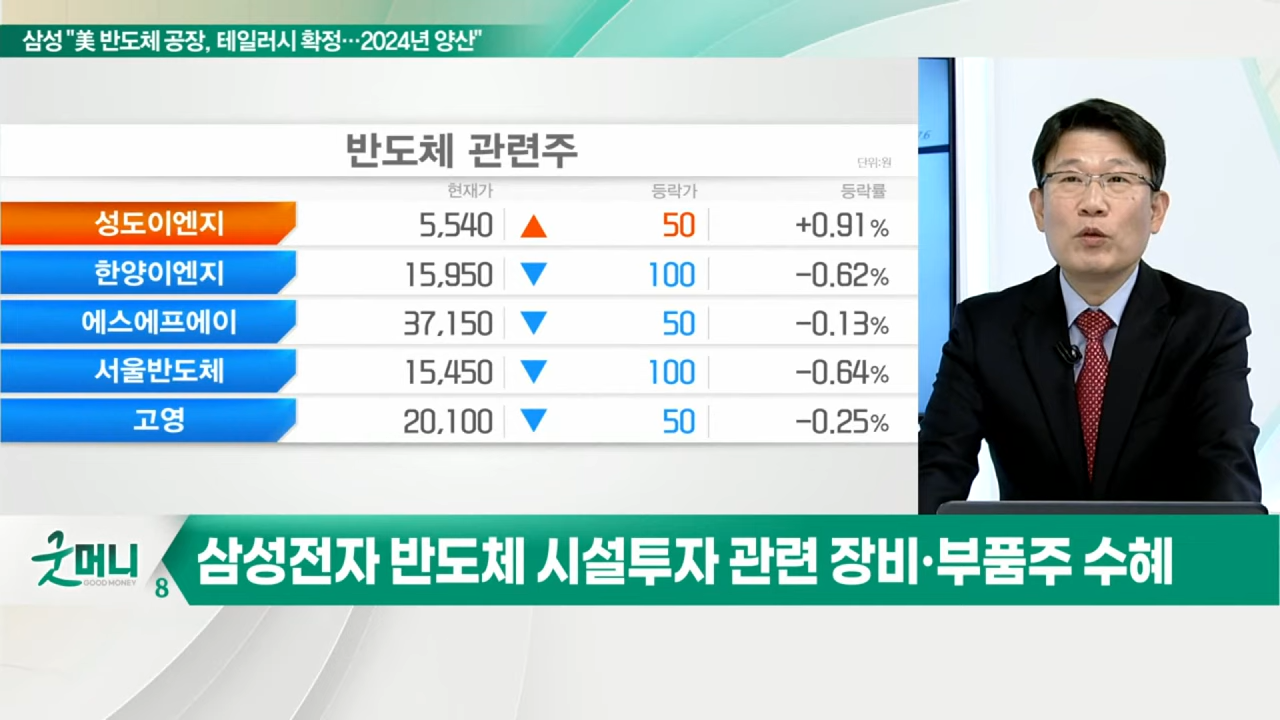 삼성 "美 반도체 공장, 테일러시 확정…2024년 양산"
반도체 관련주
단위:원
현재가 등락가 등락률
성도이엔지 5,540 ▲ 50 +0.91%
한양이엔지 15,950 ▼ 100 -0.62%
에스에프에이 37,150 ▼ 50 -0.13%
서울반도체 15,450 ▼ 100 -0.64%
고영 20,100 ▼ 50 -0.25%
굿머니
GOOD MONEY
8
삼성전자 반도체 시설투자 관련 장비·부품주 수혜